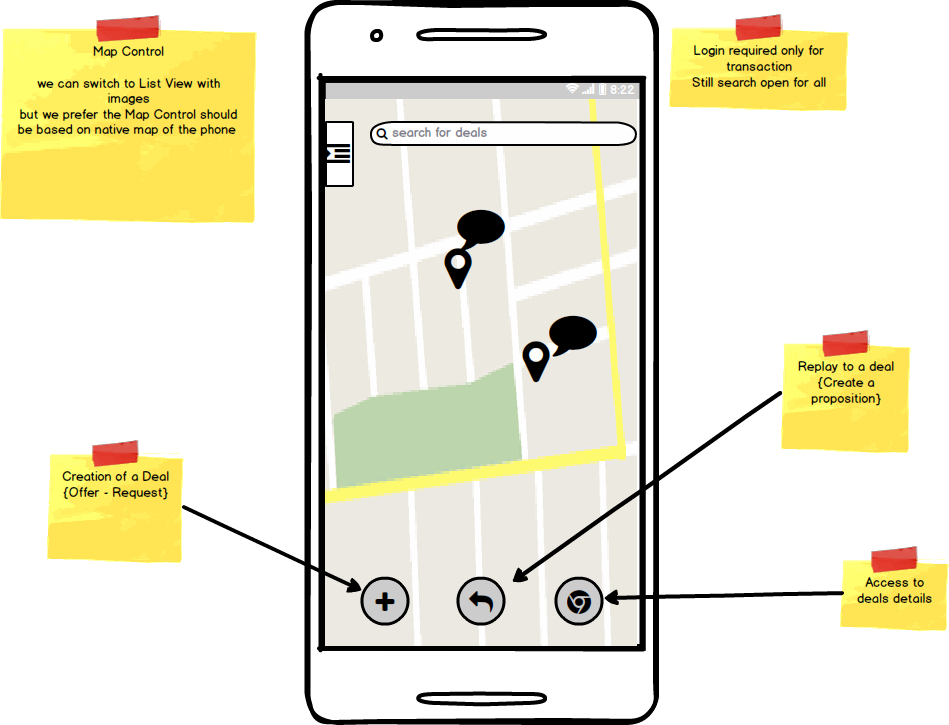 Map Control
we can switch to List View with
images
but we prefer the Map Control should
be based on native map of the phone
Login required only for
transaction
Still search open for all
8:22
search for deals
Replay to a deal
{Create a
proposition}
Creation of a Deal
{Offer - Request}
Access to
deals details